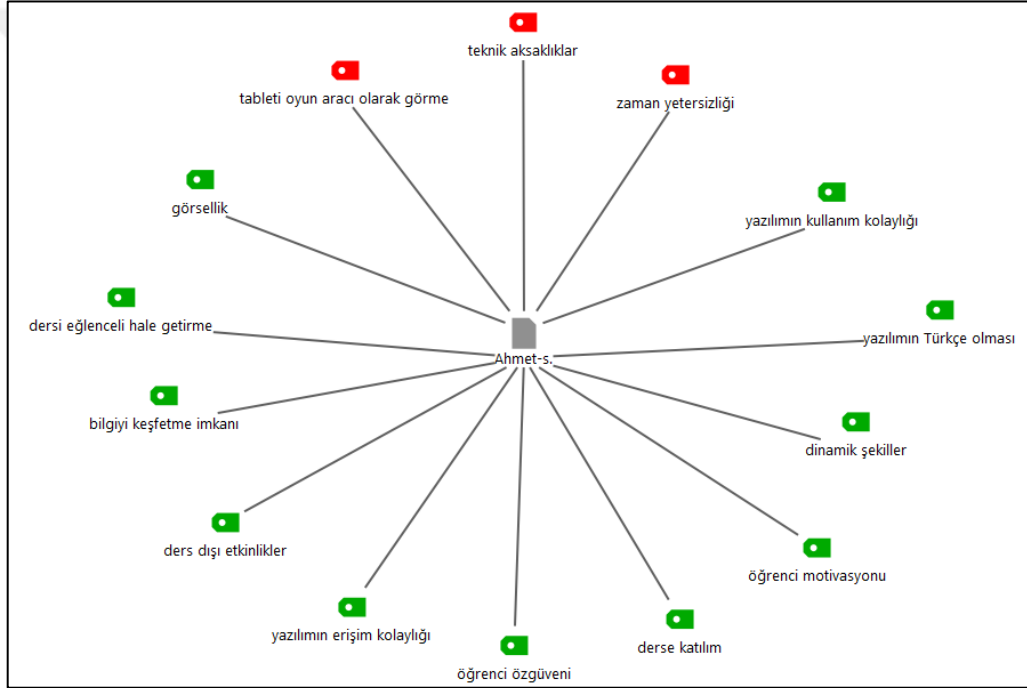 teknik aksaklıklar
tableti oyun aracı olarak görme
zaman yetersizliği
görsellik
yazılımın kullanım kolaylığı
dersi eğlenceli hale getirme
yazılımın Türkçe olması
Ahmet-s.
bilgiyi keşfetme imkanı
dinamik şekiller
ders dışı etkinlikler
öğrenci motivasyonu
yazılımın erişim kolaylığı
derse katılım
öğrenci özgüveni